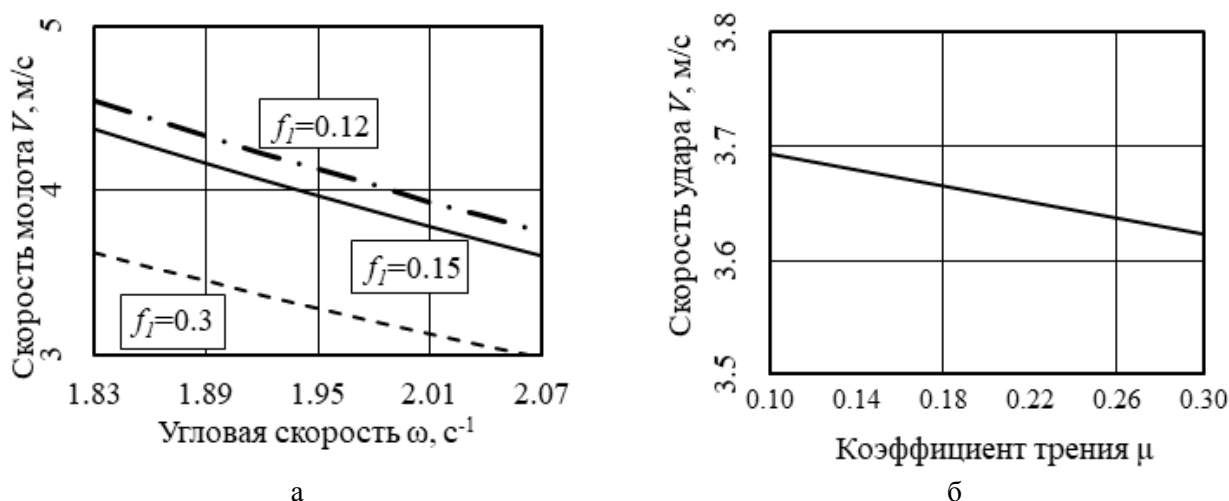 Скорость молота V, м/с
5
4
3
f1=0.12
f1=0.15
f1=0.3
1.83 1.89 1.95 2.01 2.07
Угловая скорость ω, с-1
а
Скорость удара V, м/с
3.8
3.7
3.6
3.5
0.10 0.14 0.18 0.22 0.26 0.30
Коэффициент трения μ
б